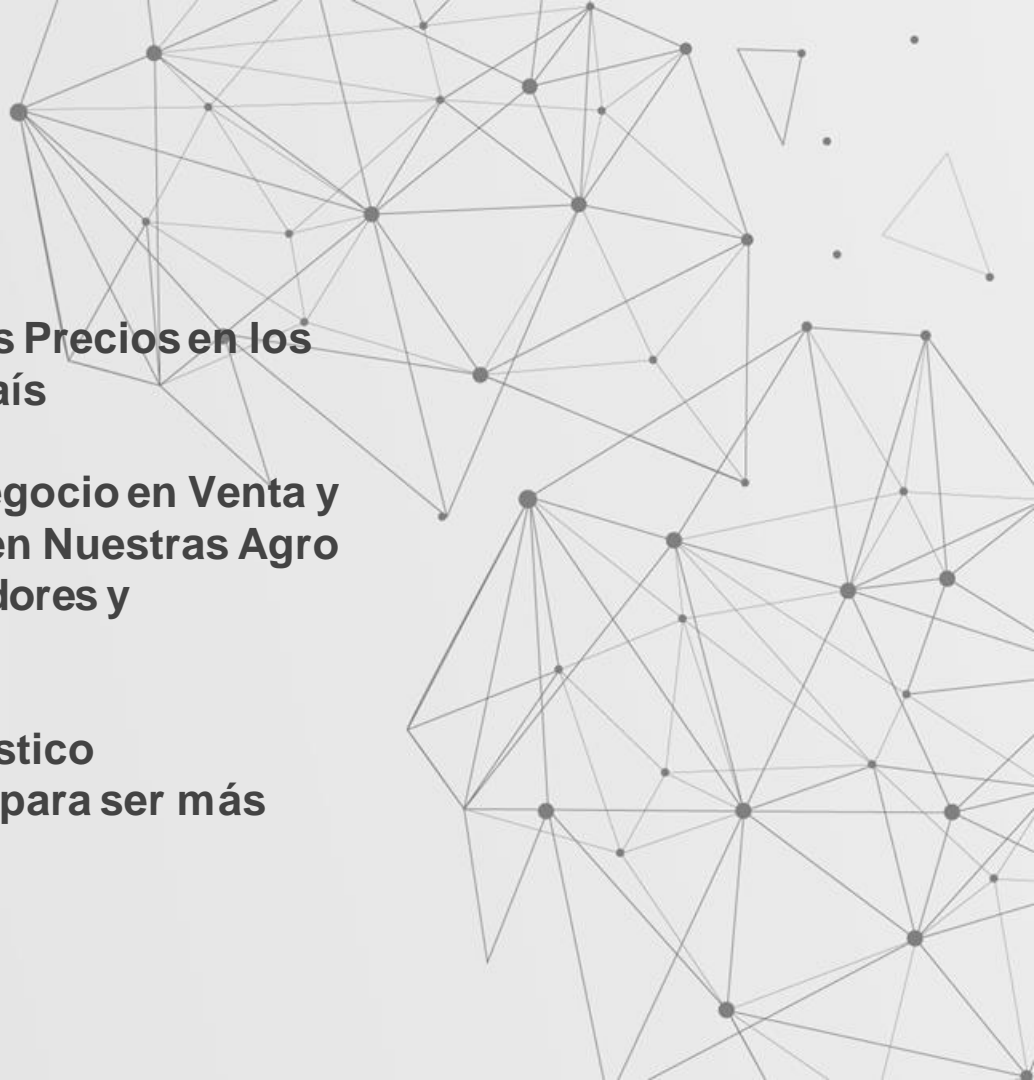 s Precios en los
aís
egocio en Venta y
en Nuestras Agro
dores y
stico
para ser más